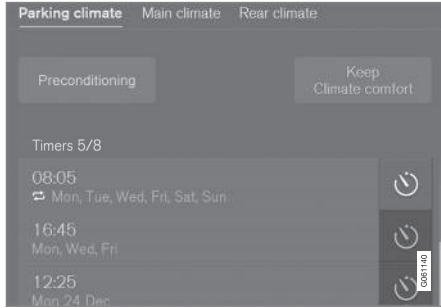 Parking climate Main climate Rear climate
Preconditioning
Keep
Climate comfort
Timers 5/8
08:05
Mon, Tue, Wed, Fri, Sat, Sun
16:45
Mon, Wed, Fri
12:25
Mon 24 Dec
G061140